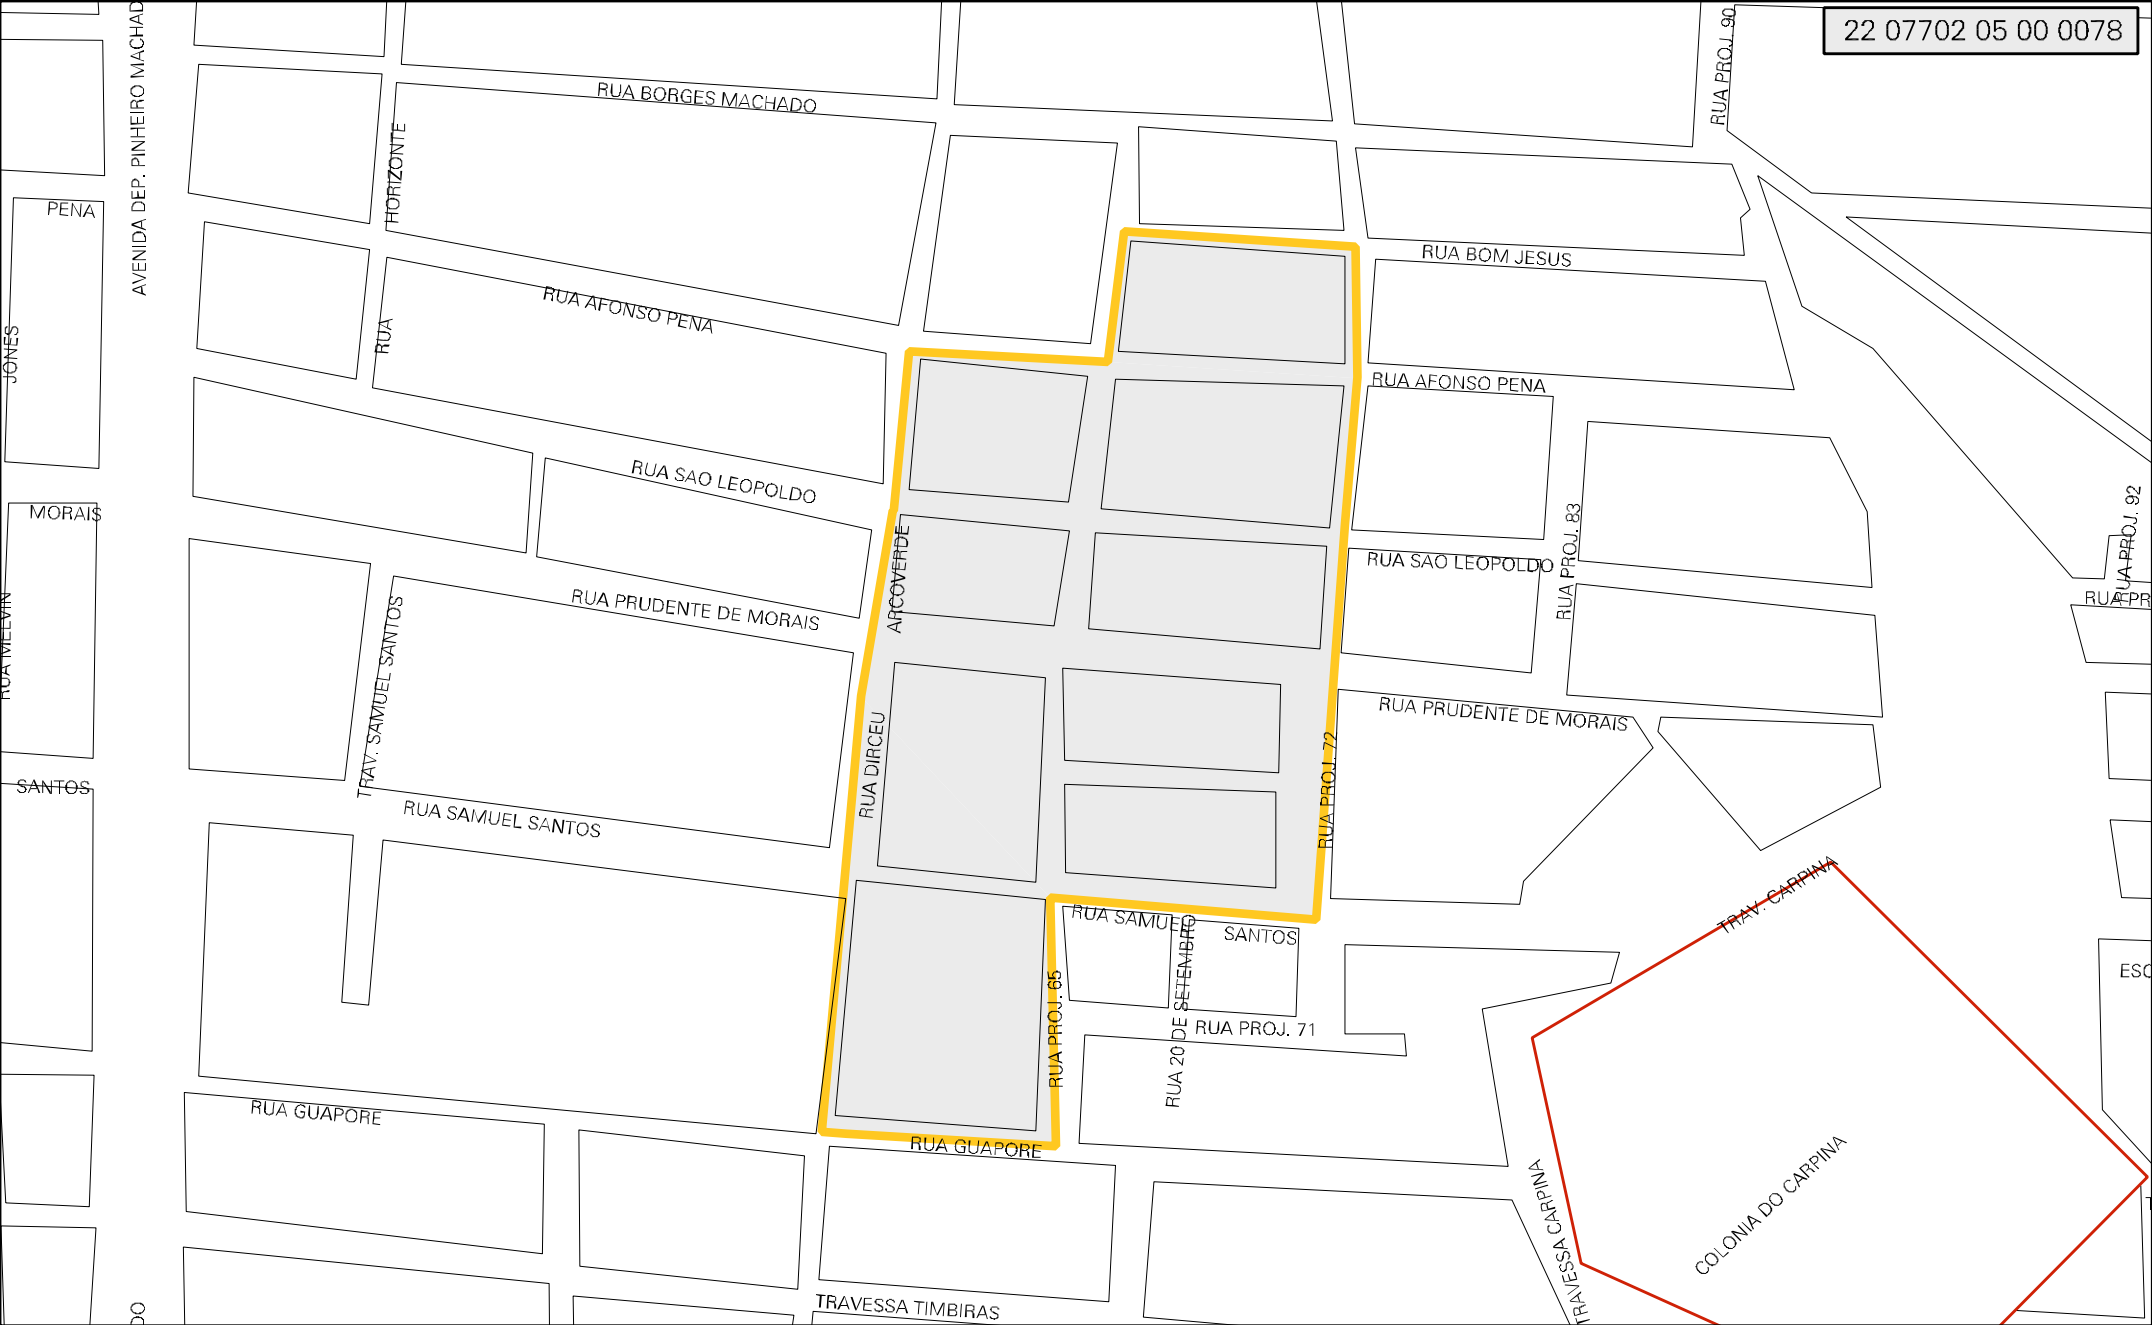 22 07702 05 00 0078
RUA PROJ. 90
AVENIDA DEP. PINHEIRO MACHAD
RUA BORGES MACHADO
HORIZONTE
PENA
RUA BOM JESUS
RUA AFONSO PENA
RUA
JONES
RUA AFONSO PENA
RUA SAO LEOPOLDO
MORAIS
ARCOVERDE
RUA PROJ. 83
RUA PROJ. 92
RUA SAO LEOPOLDO
RUA PRUDENTE DE MORAIS
RUA PR
RUA MELVIN
TRAV. SAMUEL SANTOS
RUA PRUDENTE DE MORAIS
RUA DIRCEU
RUA PROJ. 72
SANTOS
RUA SAMUEL SANTOS
TRAV. CARPINA
RUA SAMUEL
SANTOS
RUA 20 DE SETEMBRO
ESC
RUA PROJ. 65
RUA PROJ. 71
RUA GUAPORE
RUA GUAPORE
COLONIA DO CARPINA
TRAVESSA CARPINA
TRAVESSA TIMBIRAS
DO